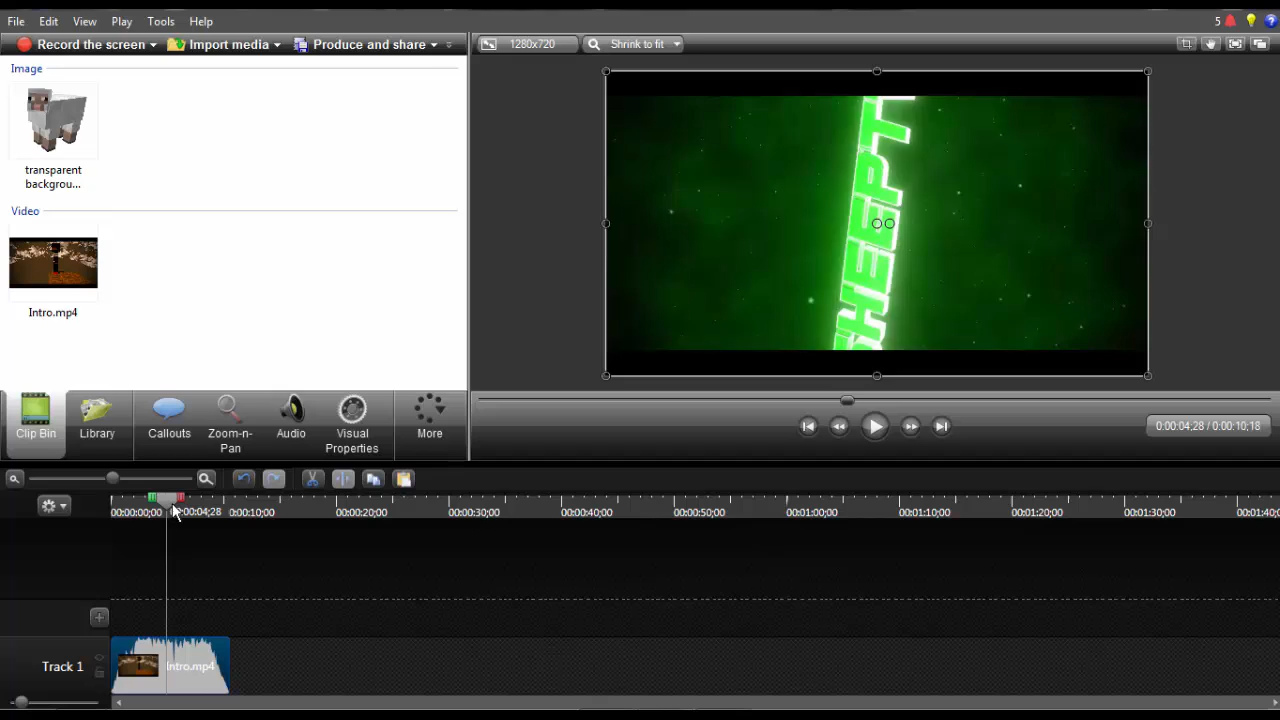 File Edit View Play Tools Help 5
Record the screen Import media Produce and share 1280x720 Shrink to fit
Image
transparent
backgrou...
Video
Intro.mp4
SHEEPT
Clip Bin Library Callouts Zoom-n-Pan Audio Visual Properties More
0:00:04;28 / 0:00:10;18
00:00:00;00 00:00:04;28 0:00:10;00 00:00:20;00 00:00:30;00 00:00:40;00 00:00:50;00 00:01:00;00 00:01:10;00 00:01:20;00 00:01:30;00 00:01:40;
Track 1 Intro.mp4